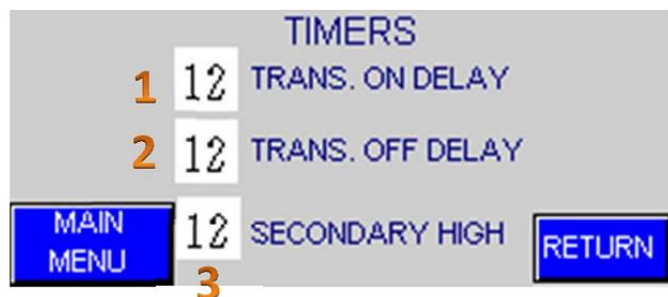 TIMERS
1 12 TRANS. ON DELAY
2 12 TRANS. OFF DELAY
MAIN MENU
12 SECONDARY HIGH
RETURN
3